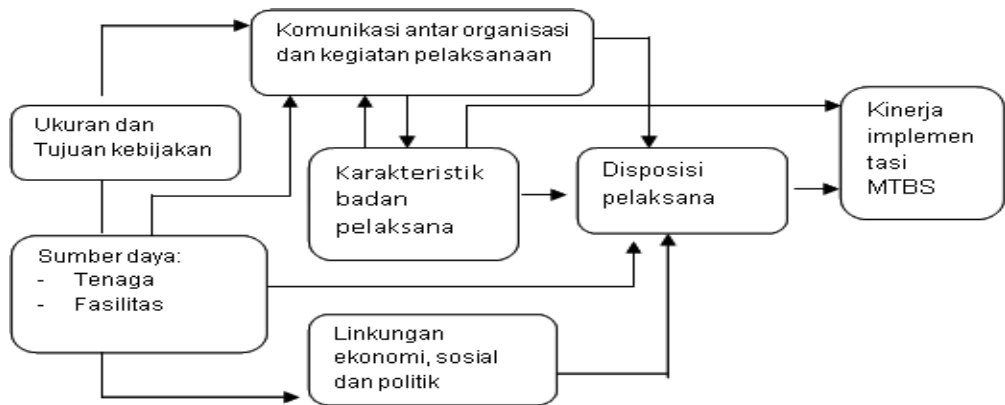 Komunikasi antar organisasi
dan kegiatan pelaksanaan
Ukuran dan
Tujuan kebijakan
Karakteristik
badan
pelaksana
Disposisi
pelaksana
Kinerja
implemen
tasi
MTBS
Sumber daya:
- Tenaga
- Fasilitas
Linkungan
ekonomi, sosial
dan politik